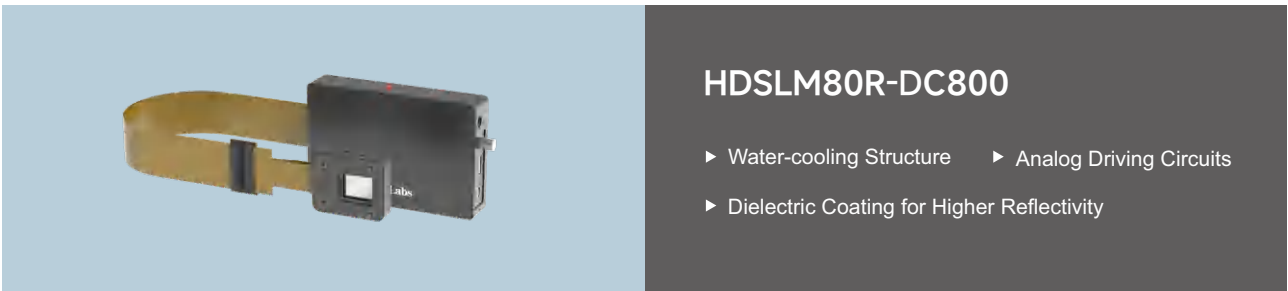 HDSLM80R-DC800
Water-cooling Structure
Analog Driving Circuits
Dielectric Coating for Higher Reflectivity
Labs